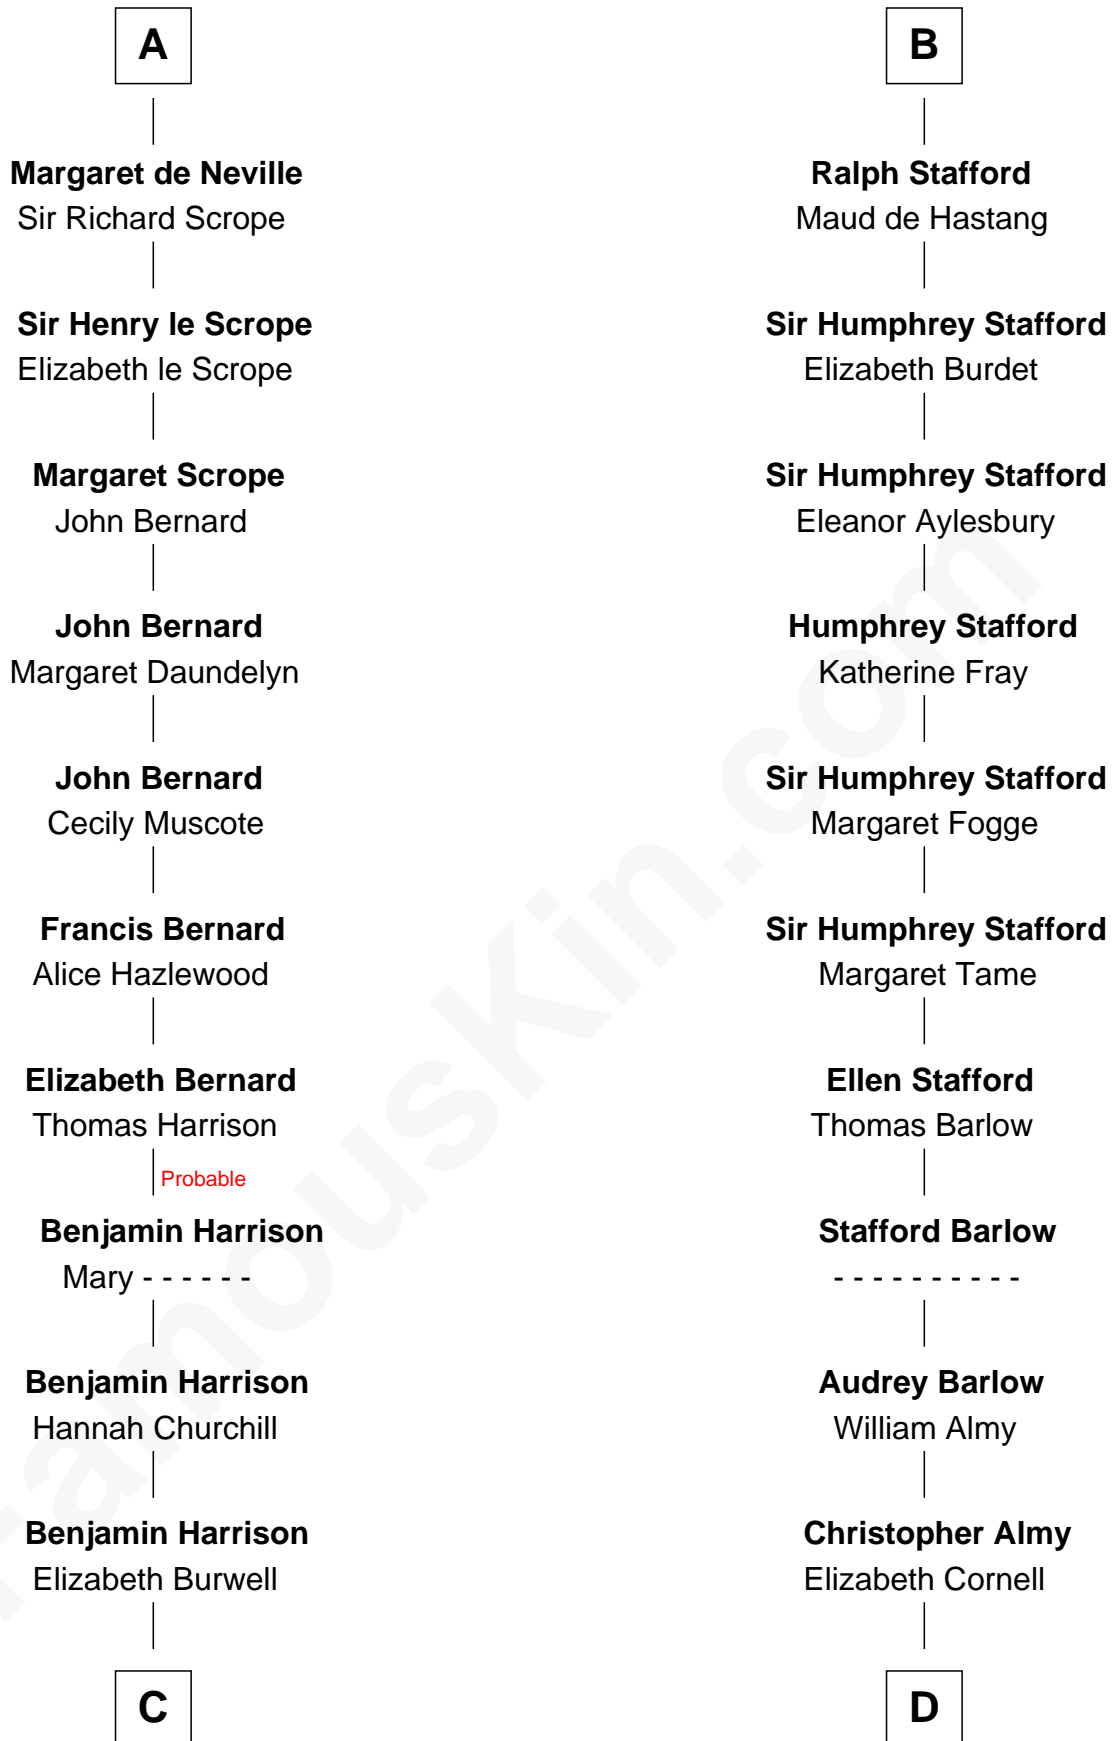 A
Margaret de Neville
Sir Richard Scrope
Sir Henry le Scrope
Elizabeth le Scrope
Margaret Scrope
John Bernard
John Bernard
Margaret Daundelyn
John Bernard
Cecily Muscote
Francis Bernard
Alice Hazlewood
Elizabeth Bernard
Thomas Harrison
Probable
Benjamin Harrison
Mary - - - - - -
Benjamin Harrison
Hannah Churchill
Benjamin Harrison
Elizabeth Burwell
C
B
Ralph Stafford
Maud de Hastang
Sir Humphrey Stafford
Elizabeth Burdet
Sir Humphrey Stafford
Eleanor Aylesbury
Humphrey Stafford
Katherine Fray
Sir Humphrey Stafford
Margaret Fogge
Sir Humphrey Stafford
Margaret Tame
Ellen Stafford
Thomas Barlow
Stafford Barlow
- - - - - - - - - -
Audrey Barlow
William Almy
Christopher Almy
Elizabeth Cornell
D
FamousKin.com